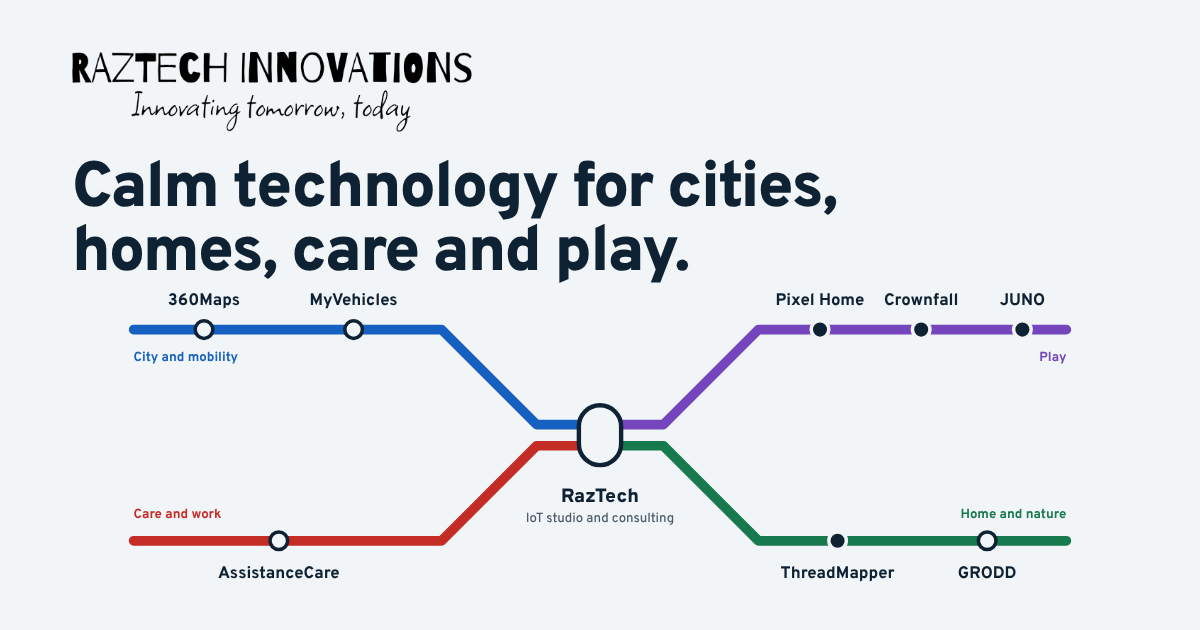 RAZTECH INNOVATIONS
Innovating tomorrow, today
Calm technology for cities,
homes, care and play.
360Maps
MyVehicles
Pixel Home
Crownfall
JUNO
City and mobility
Play
RazTech
IoT studio and consulting
Care and work
Home and nature
AssistanceCare
ThreadMapper
GRODD